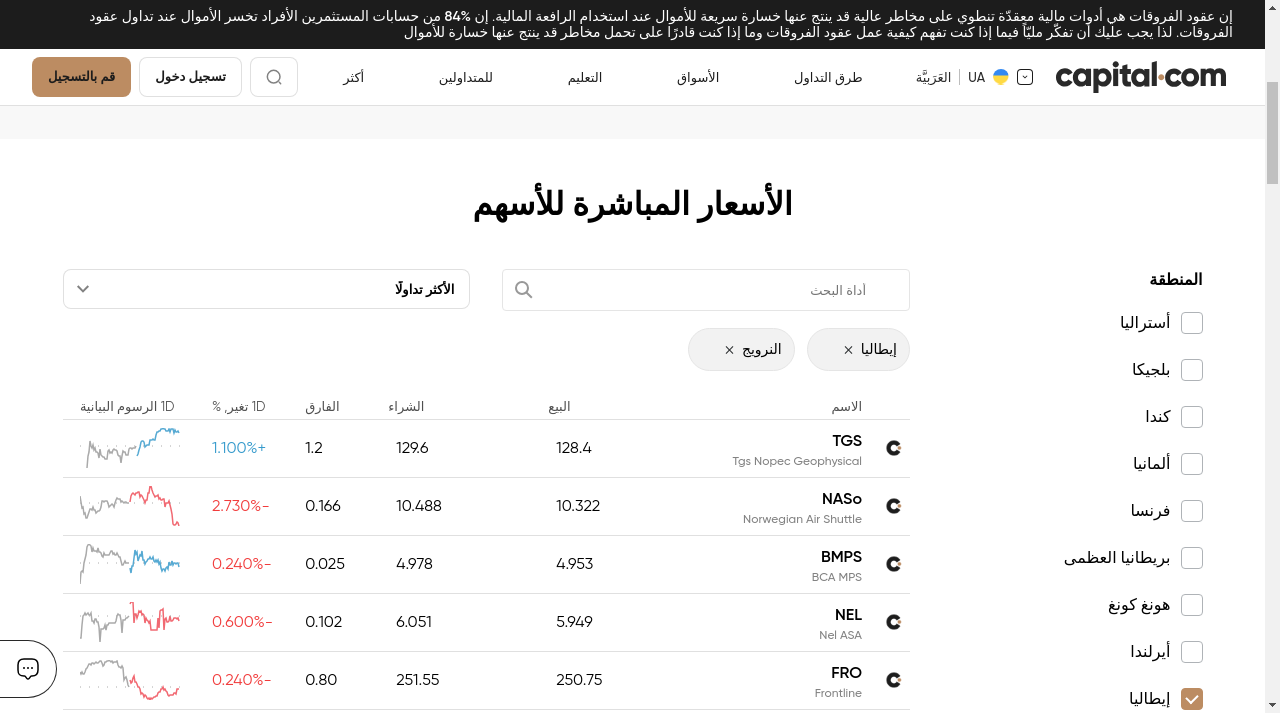 إن عقود الفروقات هي أدوات مالية معقدّة تنطوي على مخاطر عالية قد ينتج عنها خسارة سريعة للأموال عند استخدام الرافعة المالية. إن 84% من حسابات المستثمرين الأفراد تخسر الأموال عند تداول عقود
الفروقات. لذا يجب عليك أن تفكّر مليّاً فيما إذا كنت تفهم كيفية عمل عقود الفروقات وما إذا كنت قادرًا على تحمل مخاطر قد ينتج عنها خسارة للأموال
capital.com
UA
العَرَبيَّة
طرق التداول
الأسواق
التعليم
للمتداولين
أكثر
تسجيل دخول
قم بالتسجيل
الأسعار المباشرة للأسهم
المنطقة
أستراليا
بلجيكا
كندا
ألمانيا
فرنسا
بريطانيا العظمى
هونغ كونغ
أيرلندا
إيطاليا
أداة البحث
الأكثر تداولًا
إيطاليا
النرويج
الاسم البيع الشراء الفارق 1D تغير, % 1D الرسوم البيانية
TGS 128.4 129.6 1.2 1.100%+
Tgs Nopec Geophysical
NASo 10.322 10.488 0.166 2.730%-
Norwegian Air Shuttle
BMPS 4.953 4.978 0.025 0.240%-
BCA MPS
NEL 5.949 6.051 0.102 0.600%-
Nel ASA
FRO 250.75 251.55 0.80 0.240%-
Frontline